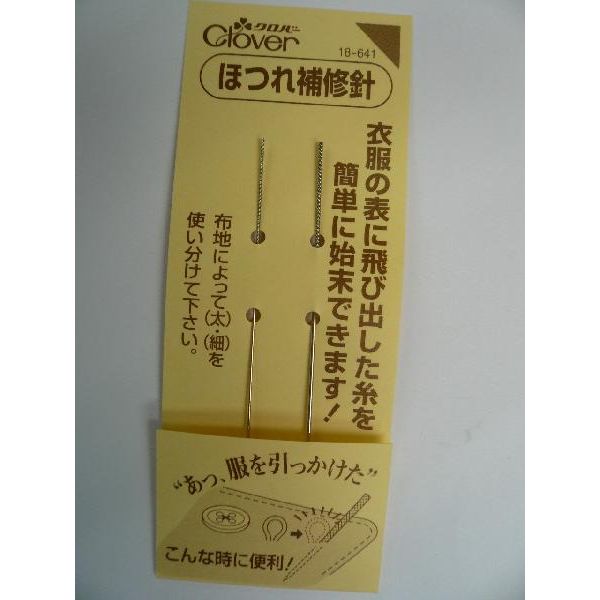 クロバー
Clover
18-641
ほつれ補修針
衣服の表に飛び出した糸を
簡単に始末できます!
布地によって(太)・(細)を
使い分けて下さい。
“あっ、服を引っかけた”
こんな時に便利!